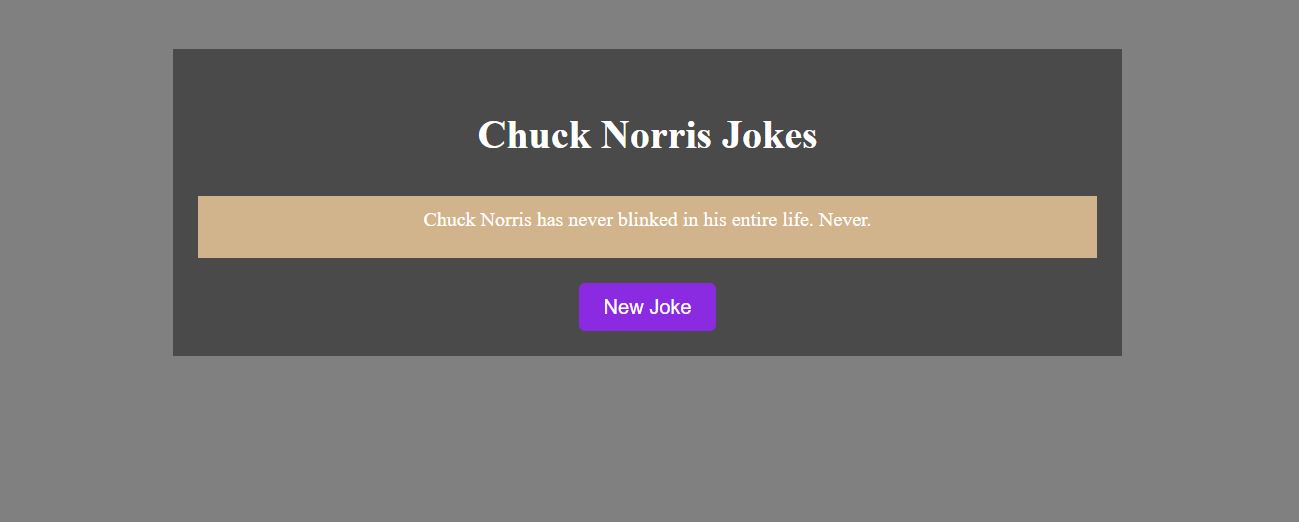 Chuck Norris Jokes
Chuck Norris has never blinked in his entire life. Never.
New Joke